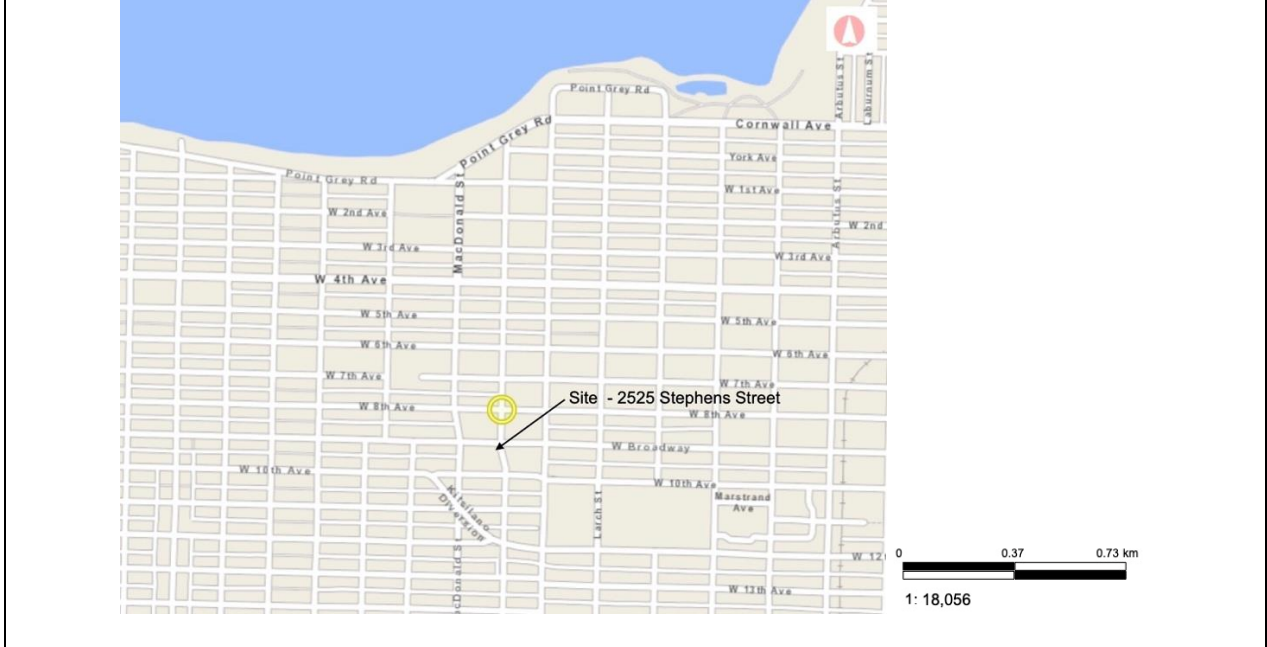 Arbutus St
Laburnum St
Point Grey Rd
Cornwall Ave
Point Grey Rd
York Ave
Point Grey Rd
W 1st Ave
MacDonald St
Arbutus St
W 2nd Ave
W 2nd
W 3rd Ave
W 3rd Ave
W 4th Ave
W 5th Ave
W 5th Ave
W 6th Ave
W 6th Ave
W 7th Ave
W 7th Ave
Site - 2525 Stephens Street
W 8th Ave
W 8th Ave
W Broadway
W 10th Ave
W 10th Ave
Marstrand
Ave
Kitsilano
Diversion
Larch St
cDonald St
W 12
W 13th Ave
0 0.37 0.73 km
1: 18,056